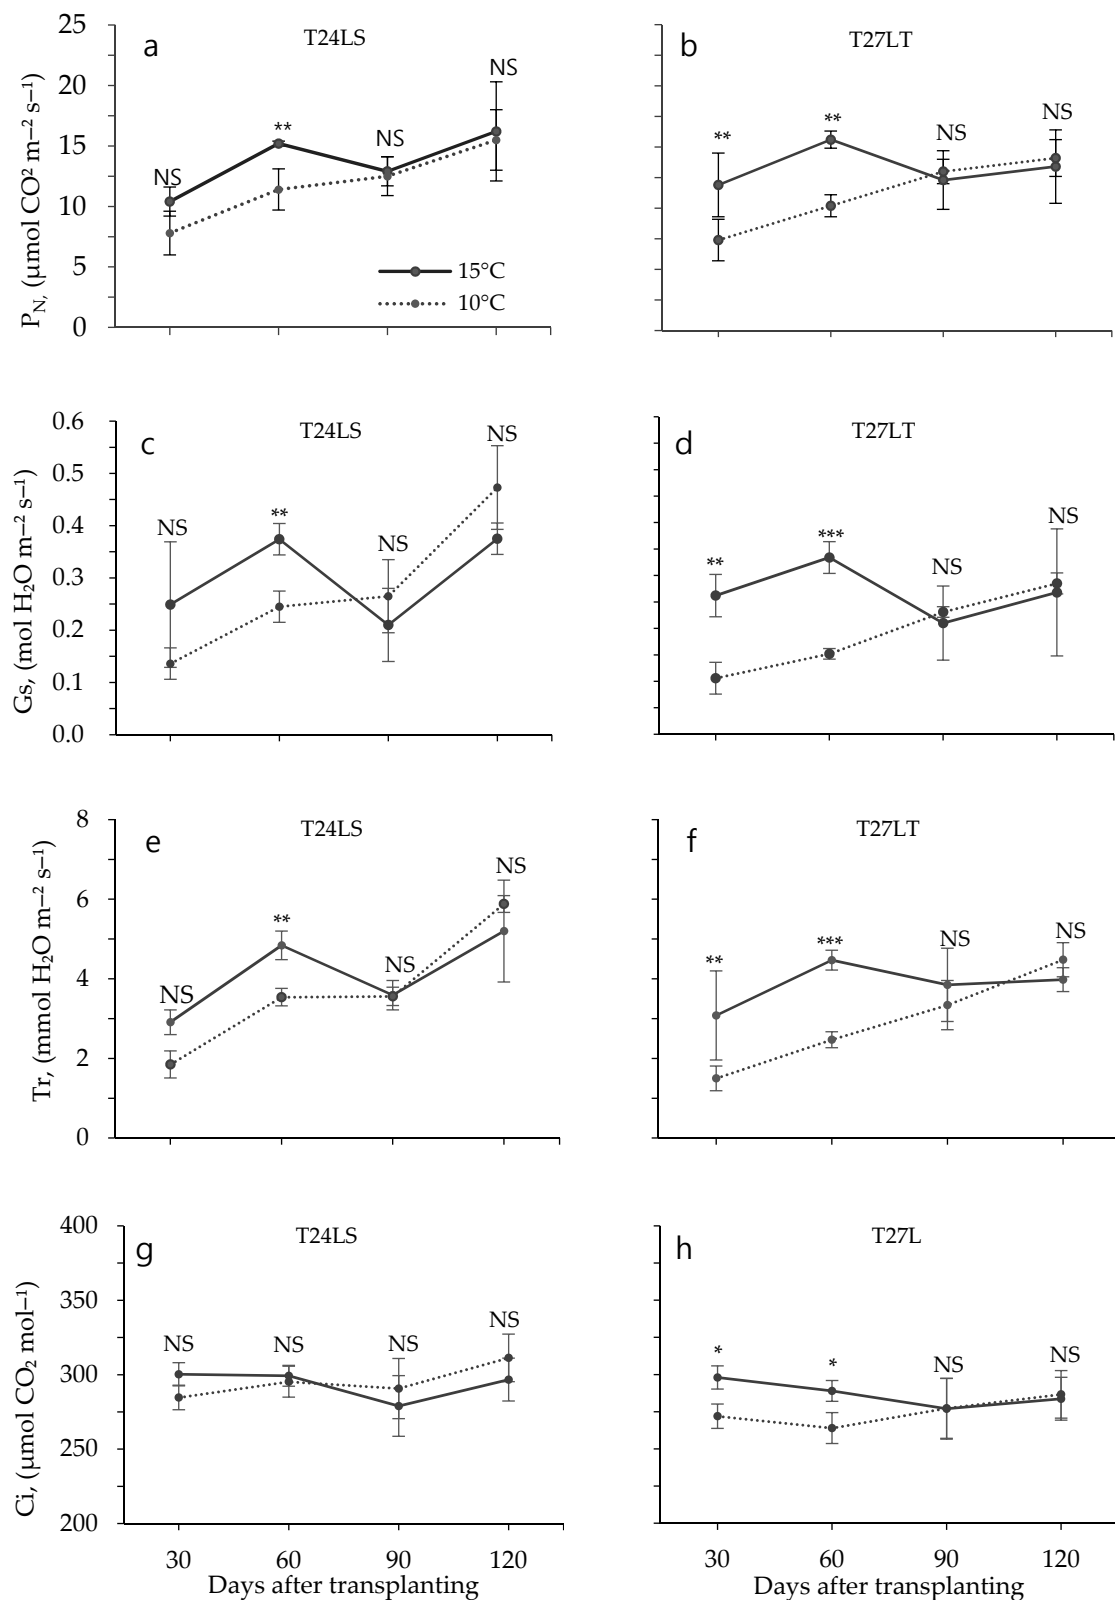 a T24LS
b T27LT
P_N, (µmol CO² m⁻² s⁻¹)
25
20
15
10
5
0
NS ** NS NS
** ** NS NS
15°C
10°C
c T24LS
d T27LT
Gs, (mol H₂O m⁻² s⁻¹)
0.6
0.5
0.4
0.3
0.2
0.1
0.0
NS ** NS NS
** *** NS NS
e T24LS
f T27LT
Tr, (mmol H₂O m⁻² s⁻¹)
8
6
4
2
0
NS ** NS NS
** *** NS NS
g T24LS
h T27L
Ci, (µmol CO₂ mol⁻¹)
400
350
300
250
200
NS NS NS NS
* * NS NS
30 60 90 120
Days after transplanting
30 60 90 120
Days after transplanting